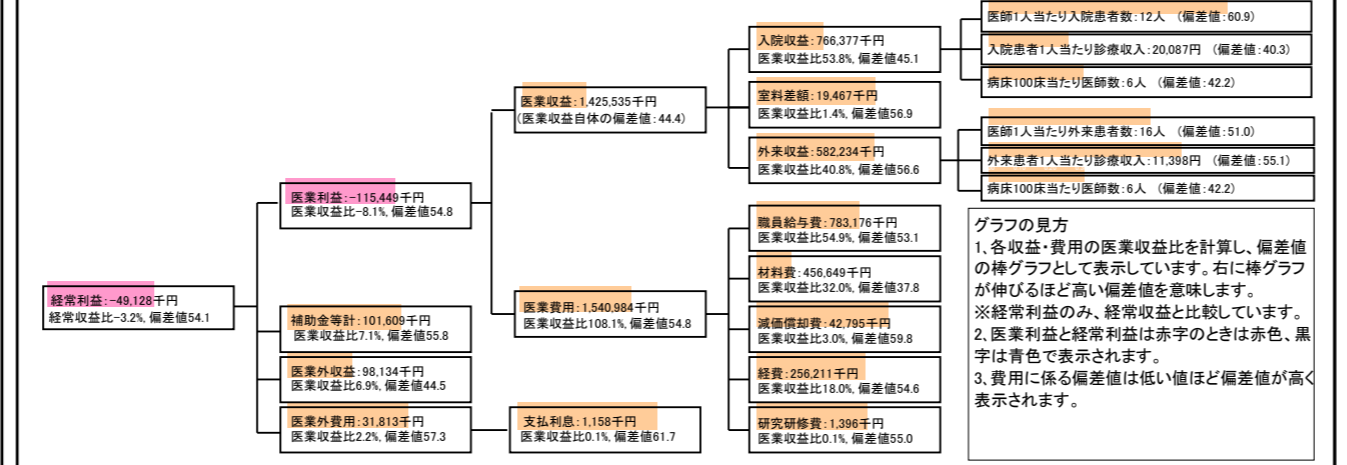 経常利益:-49,128千円
経常収益比-3.2%, 偏差値54.1
医業利益:-115,449千円
医業収益比-8.1%, 偏差値54.8
補助金等計:101,609千円
医業収益比7.1%, 偏差値55.8
医業外収益:98,134千円
医業収益比6.9%, 偏差値44.5
医業外費用:31,813千円
医業収益比2.2%, 偏差値57.3
医業収益:1,425,535千円
(医業収益自体の偏差値:44.4)
医業費用:1,540,984千円
医業収益比108.1%, 偏差値54.8
支払利息:1,158千円
医業収益比0.1%, 偏差値61.7
入院収益:766,377千円
医業収益比53.8%, 偏差値45.1
室料差額:19,467千円
医業収益比1.4%, 偏差値56.9
外来収益:582,234千円
医業収益比40.8%, 偏差値56.6
職員給与費:783,176千円
医業収益比54.9%, 偏差値53.1
材料費:456,649千円
医業収益比32.0%, 偏差値37.8
減価償却費:42,795千円
医業収益比3.0%, 偏差値59.8
経費:256,211千円
医業収益比18.0%, 偏差値54.6
研究研修費:1,396千円
医業収益比0.1%, 偏差値55.0
医師1人当たり入院患者数:12人 (偏差値:60.9)
入院患者1人当たり診療収入:20,087円 (偏差値:40.3)
病床100床当たり医師数:6人 (偏差値:42.2)
医師1人当たり外来患者数:16人 (偏差値:51.0)
外来患者1人当たり診療収入:11,398円 (偏差値:55.1)
病床100床当たり医師数:6人 (偏差値:42.2)
グラフの見方
1、各収益・費用の医業収益比を計算し、偏差値
の棒グラフとして表示しています。右に棒グラフ
が伸びるほど高い偏差値を意味します。
※経常利益のみ、経常収益と比較しています。
2、医業利益と経常利益は赤字のときは赤色、黒
字は青色で表示されます。
3、費用に係る偏差値は低い値ほど偏差値が高く
表示されます。